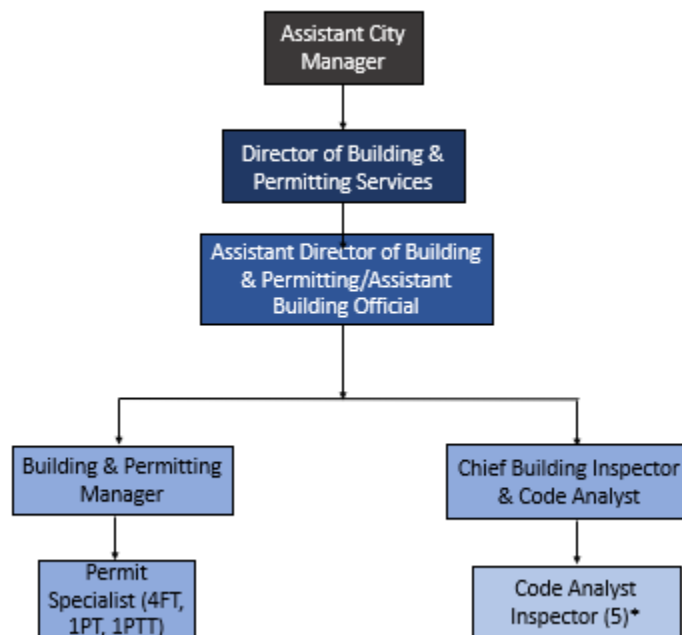 Assistant City
Manager
Director of Building &
Permitting Services
Assistant Director of Building
& Permitting/Assistant
Building Official
Building & Permitting
Manager
Chief Building Inspector
& Code Analyst
Permit
Specialist (4FT,
1PT, 1PTT)
Code Analyst
Inspector (5)*